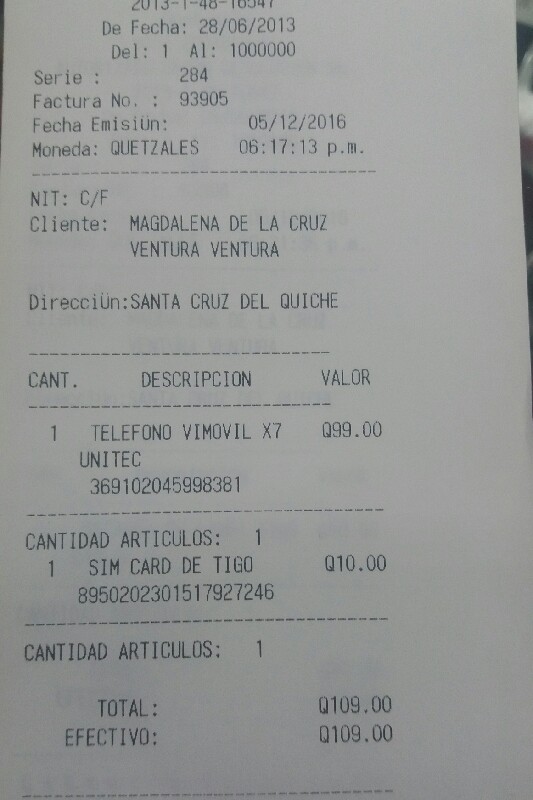 2013-1-48-16547
De Fecha: 28/06/2013
Del: 1 Al: 1000000
Serie : 284
Factura No. : 93905
Fecha EmisiÜn: 05/12/2016
Moneda: QUETZALES 06:17:13 p.m.
NIT: C/F
Cliente: MAGDALENA DE LA CRUZ
VENTURA VENTURA
DirecciÜn:SANTA CRUZ DEL QUICHE
CANT. DESCRIPCION VALOR
1 TELEFONO VIMOVIL X7 Q99.00
UNITEC
369102045998381
CANTIDAD ARTICULOS: 1
1 SIM CARD DE TIGO Q10.00
8950202301517927246
CANTIDAD ARTICULOS: 1
TOTAL: Q109.00
EFECTIVO: Q109.00